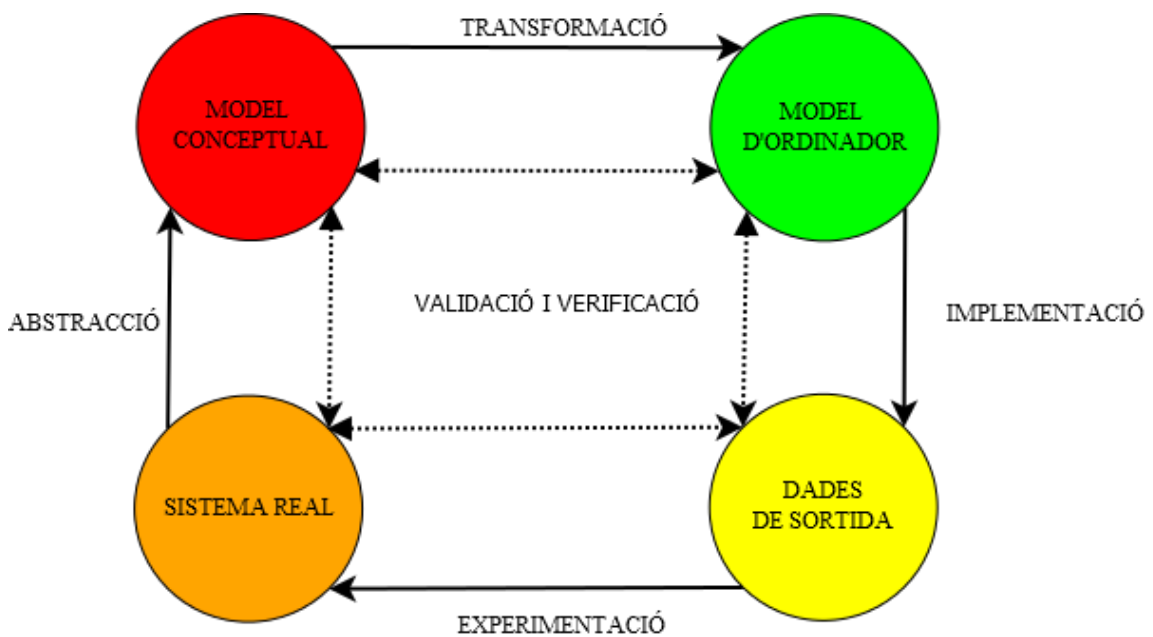 TRANSFORMACIÓ
MODEL
CONCEPTUAL
MODEL
D'ORDINADOR
ABSTRACCIÓ
VALIDACIÓ I VERIFICACIÓ
IMPLEMENTACIÓ
SISTEMA REAL
DADES
DE SORTIDA
EXPERIMENTACIÓ